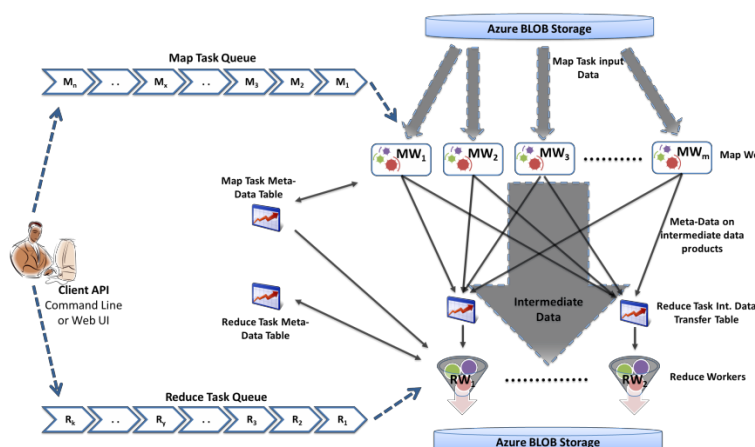 Azure BLOB Storage
Map Task Queue
Map Task input
Data
Mn . . Mx . . M3 M2 M1
MW1 MW2 MW3 MWm
Map Wo
Map Task Meta-
Data Table
Meta-Data on
intermediate data
products
Client API
Command Line
or Web UI
Intermediate
Data
Reduce Task Int. Data
Transfer Table
Reduce Task Meta-
Data Table
RW1 RW2
Reduce Workers
Reduce Task Queue
Rk . . Ry . . R3 R2 R1
Azure BLOB Storage